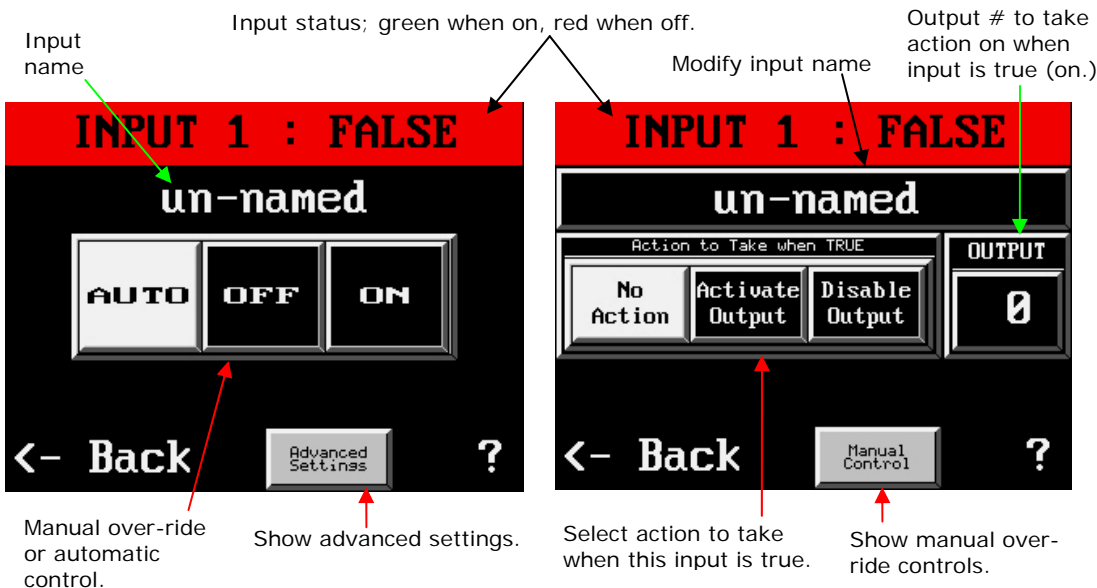 Input status; green when on, red when off.
Input
name
Modify input name
Output # to take
action on when
input is true (on.)
INPUT 1 : FALSE
un-named
AUTO
OFF
ON
<- Back
Advanced
Settings
?
Manual over-ride
or automatic
control.
Show advanced settings.
INPUT 1 : FALSE
un-named
Action to Take when TRUE
No
Action
Activate
Output
Disable
Output
OUTPUT
0
<- Back
Manual
Control
?
Select action to take
when this input is true.
Show manual over-
ride controls.